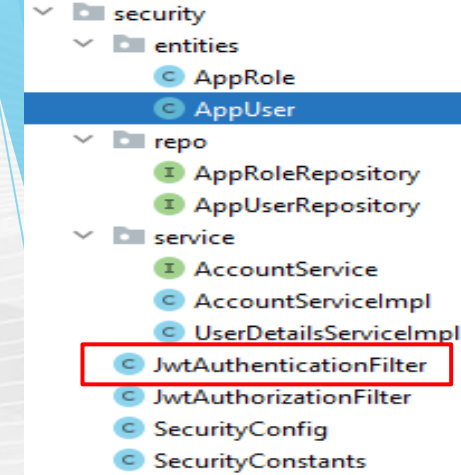 security
entities
AppRole
AppUser
repo
AppRoleRepository
AppUserRepository
service
AccountService
AccountServiceImpl
UserDetailsServiceImpl
JwtAuthenticationFilter
JwtAuthorizationFilter
SecurityConfig
SecurityConstants